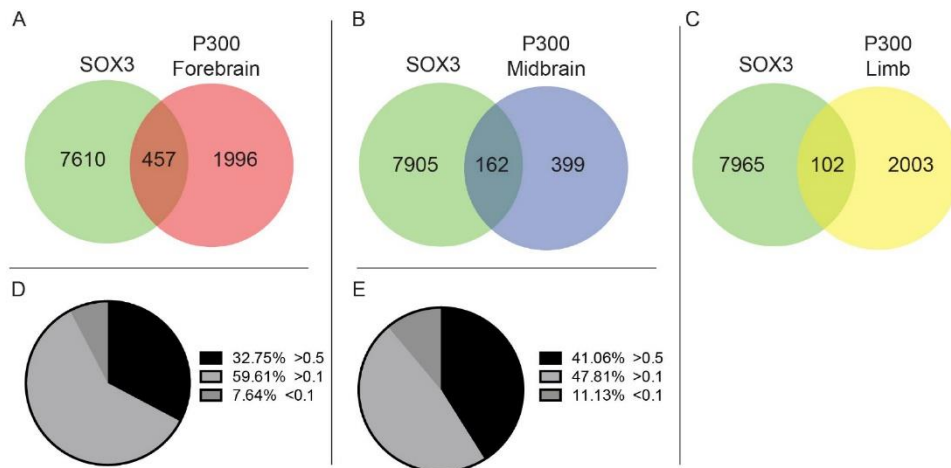 A
SOX3
P300
Forebrain
7610
457
1996
B
SOX3
P300
Midbrain
7905
162
399
C
SOX3
P300
Limb
7965
102
2003
D
32.75% >0.5
59.61% >0.1
7.64% <0.1
E
41.06% >0.5
47.81% >0.1
11.13% <0.1